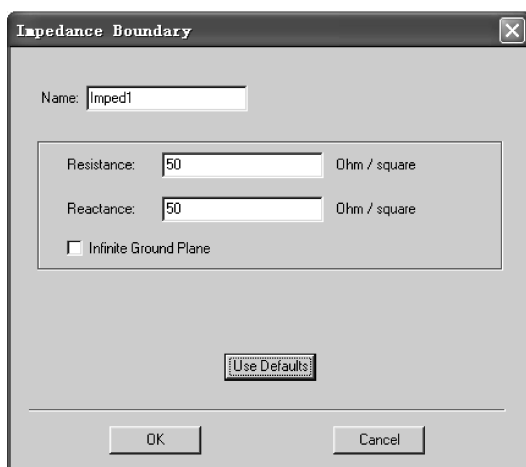 Impedance Boundary
Name: Imped1
Resistance: 50 Ohm / square
Reactance: 50 Ohm / square
Infinite Ground Plane
Use Defaults
OK Cancel